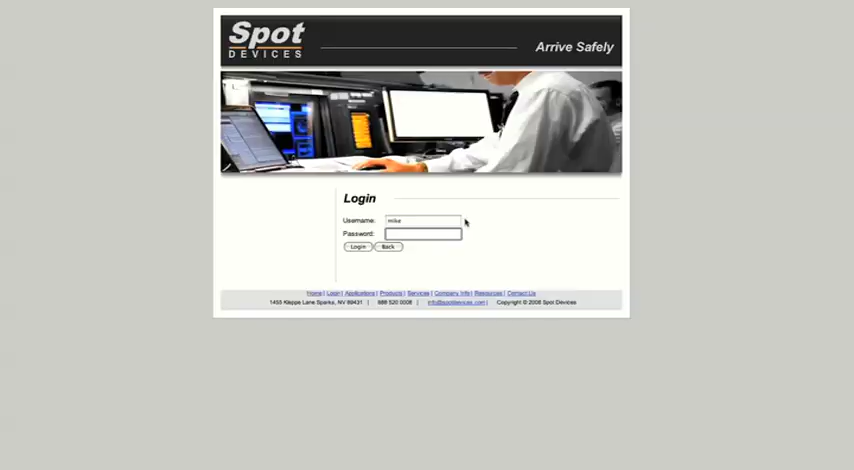 Spot
DEVICES
Arrive Safely
Login
Username: mike
Password:
Login Back
Home | Login | Applications | Products | Services | Company Info | Resources | Contact Us
1455 Kleppe Lane Sparks, NV 89431 | 888 520 0008 | info@spotdevices.com | Copyright © 2008 Spot Devices